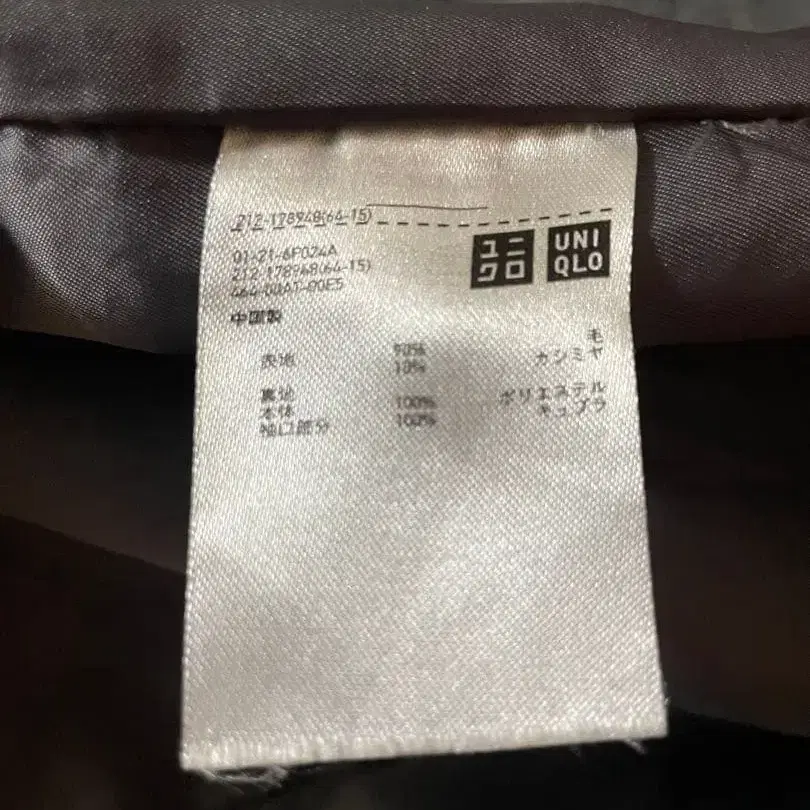 212-178948(64-15)
01-21-6F024A
212-178948(64-15)
ユニ
クロ
UNI
QLO
中国製
表地 90% 毛
10% カシミヤ
裏地
本体 100% ポリエステル
袖口部分 100% キュプラ